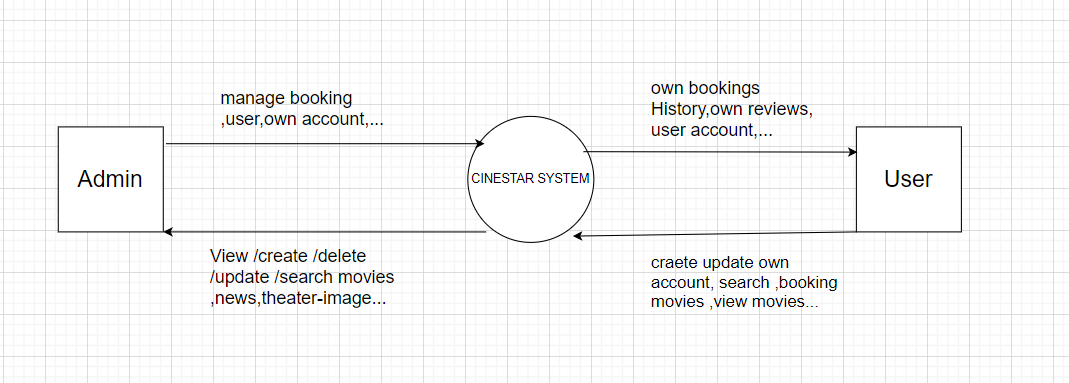 manage booking
,user,own account,...
own bookings
History,own reviews,
user account,...
Admin
CINESTAR SYSTEM
User
View /create /delete
/update /search movies
,news,theater-image...
craete update own
account, search ,booking
movies ,view movies...